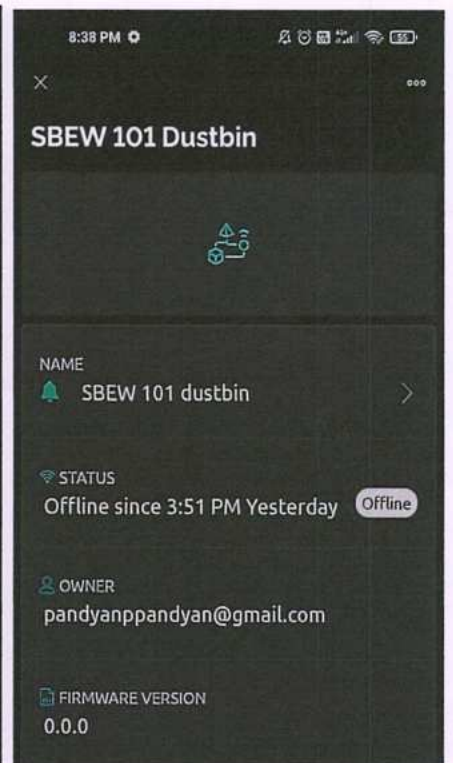 8:38 PM
55
SBEW 101 Dustbin
NAME
SBEW 101 dustbin
STATUS
Offline since 3:51 PM Yesterday
Offline
OWNER
pandyanppandyan@gmail.com
FIRMWARE VERSION
0.0.0